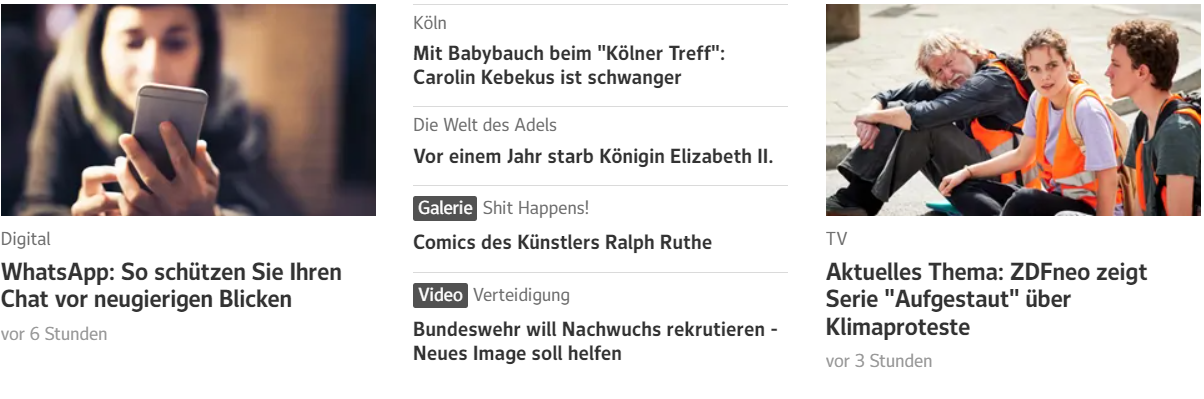 Digital
WhatsApp: So schützen Sie Ihren
Chat vor neugierigen Blicken
vor 6 Stunden
Köln
Mit Babybauch beim "Kölner Treff":
Carolin Kebekus ist schwanger
Die Welt des Adels
Vor einem Jahr starb Königin Elizabeth II.
Galerie Shit Happens!
Comics des Künstlers Ralph Ruthe
Video Verteidigung
Bundeswehr will Nachwuchs rekrutieren -
Neues Image soll helfen
TV
Aktuelles Thema: ZDFneo zeigt
Serie "Aufgestaut" über
Klimaproteste
vor 3 Stunden